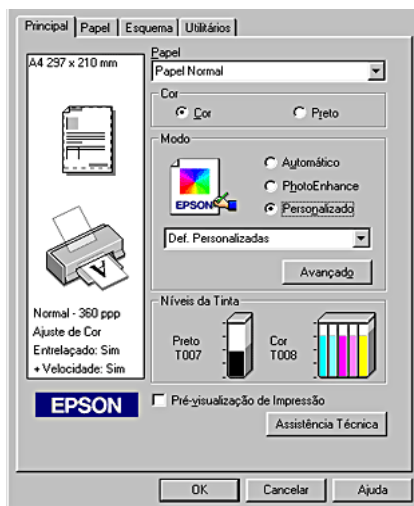 Principal Papel Esquema Utilitários
A4 297 x 210 mm
Papel
Papel Normal
Cor
Cor Preto
Modo
EPSON
Automático
PhotoEnhance
Personalizado
Def. Personalizadas
Avançado
Normal - 360 ppp
Ajuste de Cor
Entrelaçado: Sim
+ Velocidade: Sim
EPSON
Níveis da Tinta
Preto
T007
Cor
T008
Pré-visualização de Impressão
Assistência Técnica
OK Cancelar Ajuda